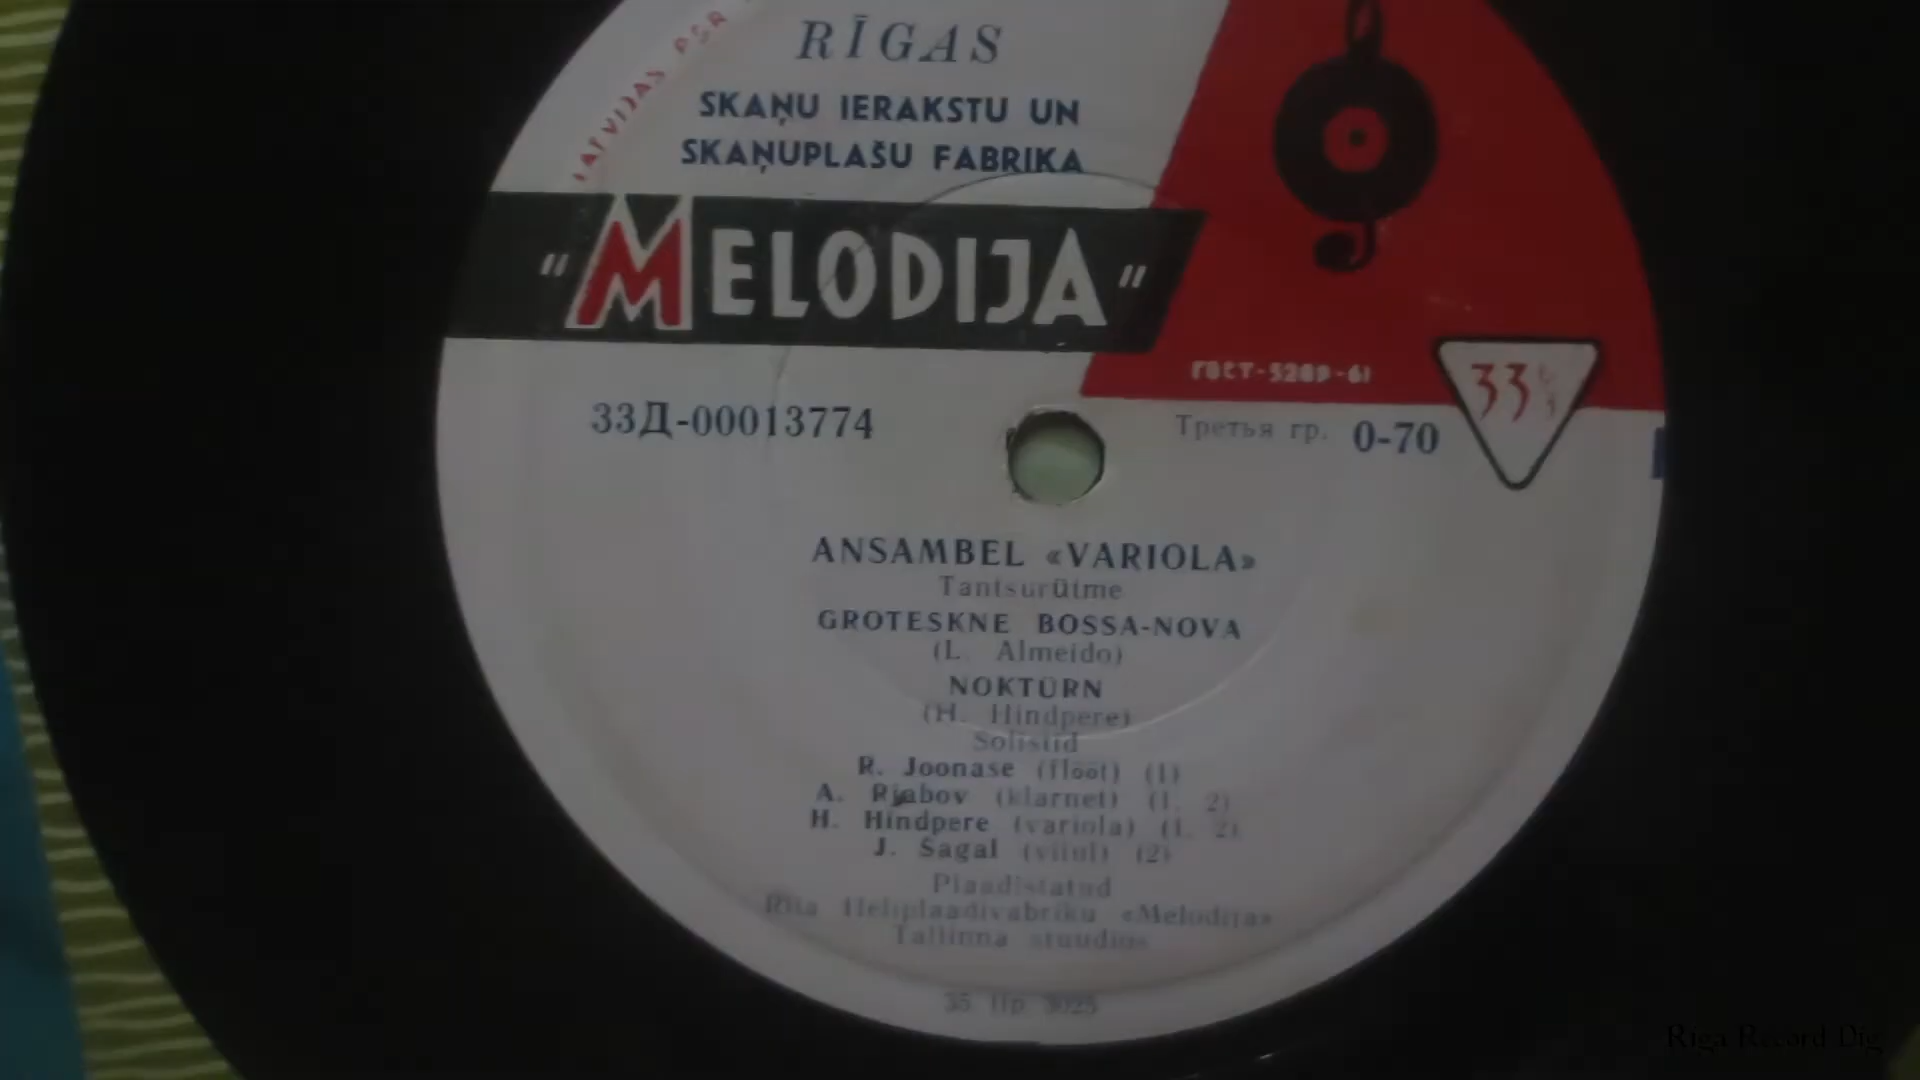 LATVIJAS PSR
RĪGAS
SKAŅU IERAKSTU UN
SKAŅUPLAŠU FABRIKA
"MELODIJA"
ГОСТ-5289-61
33⅓
33Д-00013774
Третья гр. 0-70
ANSAMBEL «VARIOLA»
Tantsurütme
GROTESKNE BOSSA-NOVA
(L. Almeido)
NOKTÜRN
(H. Hindpere)
Solistid
R. Joonase (flööt) (1)
A. Rjabov (klarnet) (1, 2)
H. Hindpere (variola) (1, 2)
J. Sagal (viiul) (2)
Plaadistatud
Riia Heliplaadivabriku «Melodija»
Tallinna stuudios
Riga Record Dig